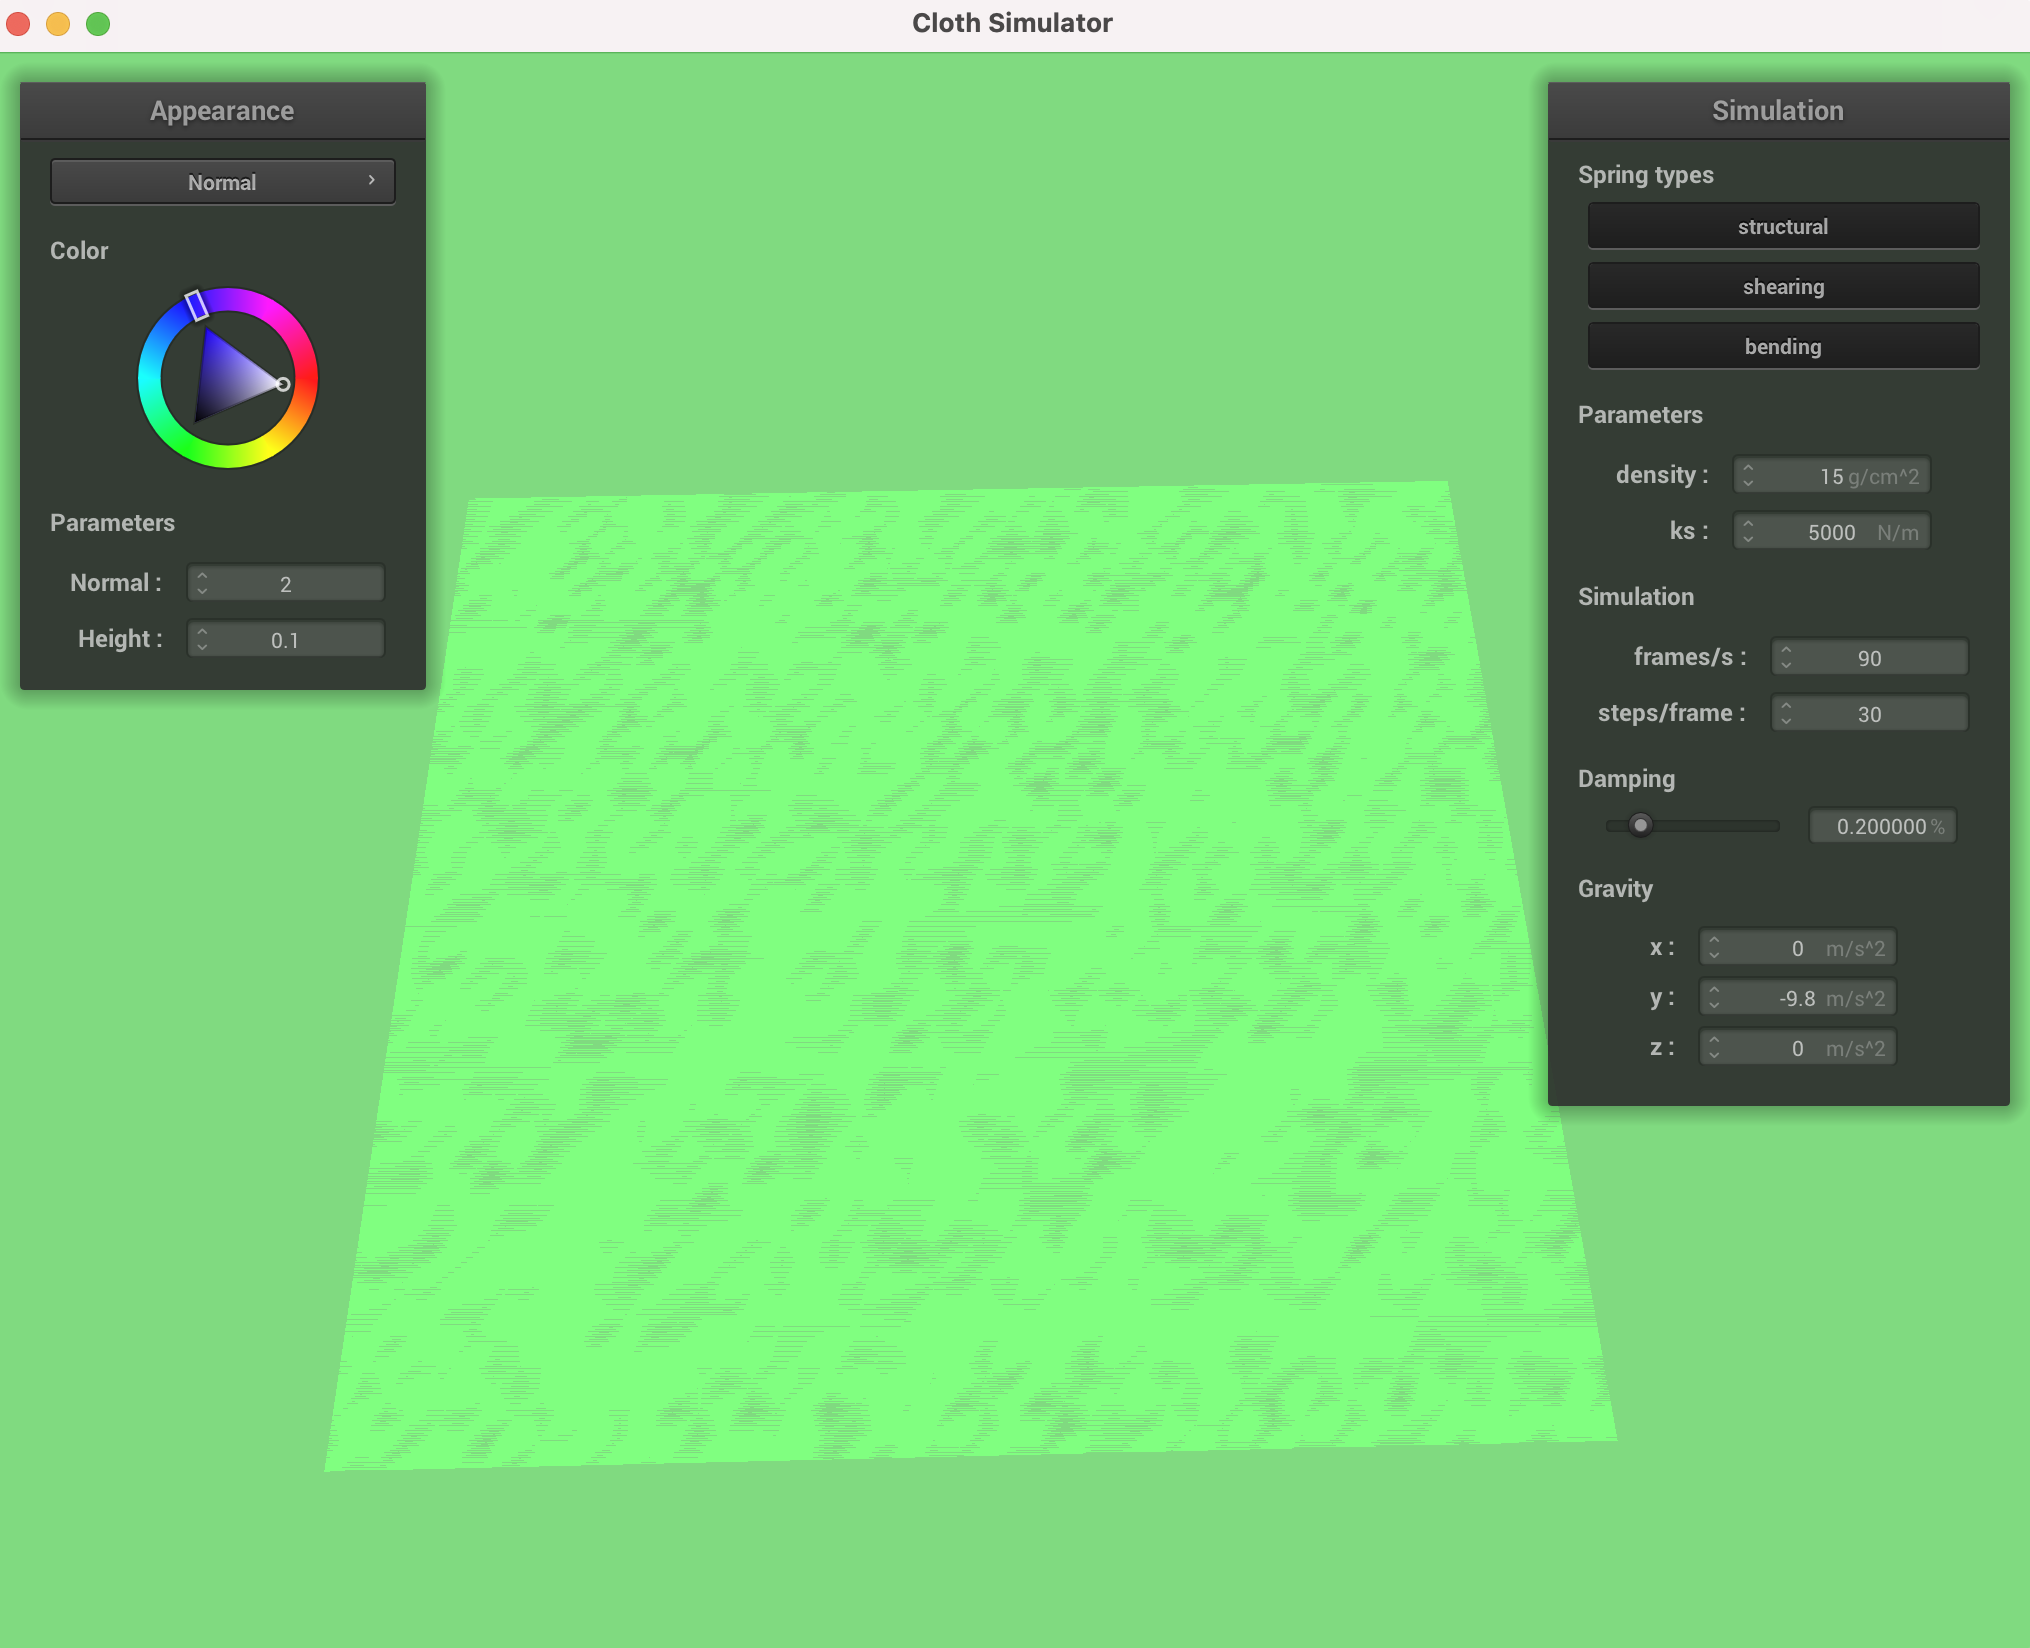 Cloth Simulator
Appearance
Normal
Color
Parameters
Normal : 2
Height : 0.1
Simulation
Spring types
structural
shearing
bending
Parameters
density : 15 g/cm^2
ks : 5000 N/m
Simulation
frames/s : 90
steps/frame : 30
Damping
0.200000 %
Gravity
x : 0 m/s^2
y : -9.8 m/s^2
z : 0 m/s^2